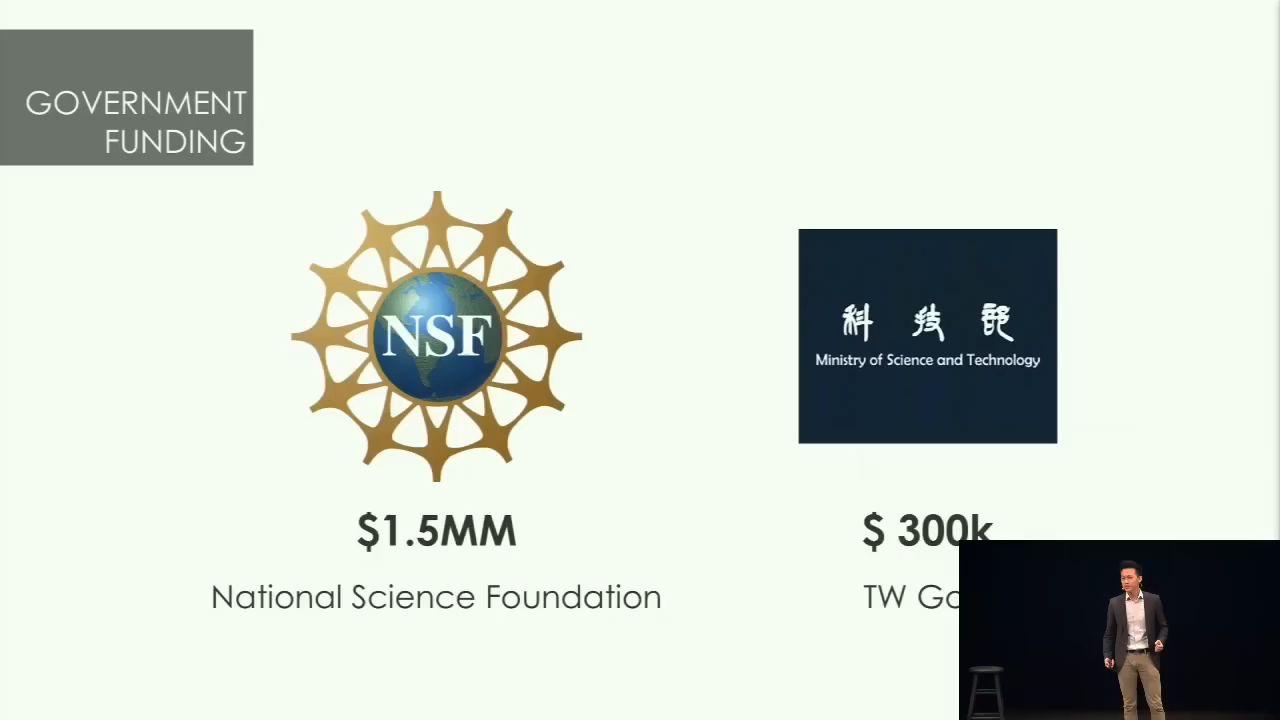 GOVERNMENT
FUNDING
NSF
科技部
Ministry of Science and Technology
$1.5MM
$ 300k
National Science Foundation
TW